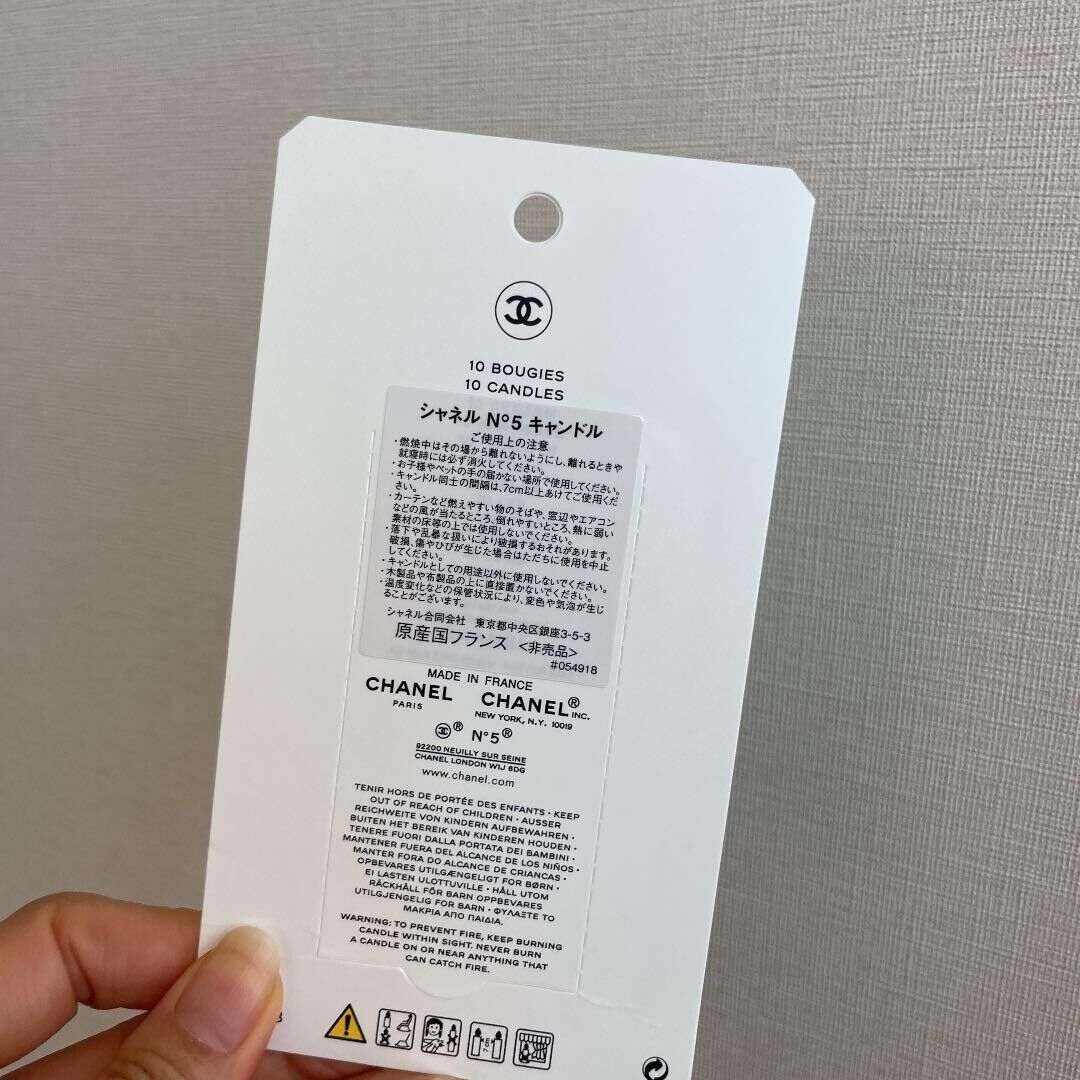 10 BOUGIES
10 CANDLES
シャネル N°5 キャンドル
ご使用上の注意
・燃焼中はその場から離れないようにし、離れるときや
就寝時には必ず消火してください。
・お子様やペットの手の届かない場所で使用してください。
・キャンドル同士の間隔は、7cm以上あけてご使用くだ
さい。
・カーテンなど燃えやすい物のそばや、窓辺やエアコン
などの風が当たるところ、倒れやすいところ、熱に弱い
素材の床等の上では使用しないでください。
・落下や乱暴な扱いにより破損するおそれがあります。
破損、傷やひびが生じた場合はただちに使用を中止
してください。
・キャンドルとしての用途以外に使用しないでください。
・木製品や布製品の上に直接置かないでください。
・温度変化などの保管状況により、変色や気泡が生じ
ることがございます。
シャネル合同会社 東京都中央区銀座3-5-3
原産国フランス <非売品>
#054918
MADE IN FRANCE
CHANEL CHANEL® INC.
PARIS NEW YORK, N.Y. 10019
® N°5®
92200 NEUILLY SUR SEINE
CHANEL LONDON W1J 6DG
www.chanel.com
TENIR HORS DE PORTÉE DES ENFANTS · KEEP
OUT OF REACH OF CHILDREN · AUSSER
REICHWEITE VON KINDERN AUFBEWAHREN ·
BUITEN HET BEREIK VAN KINDEREN HOUDEN ·
TENERE FUORI DALLA PORTATA DEI BAMBINI ·
MANTENER FUERA DEL ALCANCE DE LOS NIÑOS ·
MANTER FORA DO ALCANCE DE CRIANCAS ·
OPBEVARES UTILGÆNGELIGT FOR BØRN ·
EI LASTEN ULOTTUVILLE · HÅLL UTOM
RÄCKHÅLL FÖR BARN OPPBEVARES
UTILGJENGELIG FOR BARN · ΦΥΛΑΞΤΕ ΤΟ
ΜΑΚΡΙΑ ΑΠΟ ΠΑΙΔΙΑ.
WARNING: TO PREVENT FIRE, KEEP BURNING
CANDLE WITHIN SIGHT. NEVER BURN
A CANDLE ON OR NEAR ANYTHING THAT
CAN CATCH FIRE.